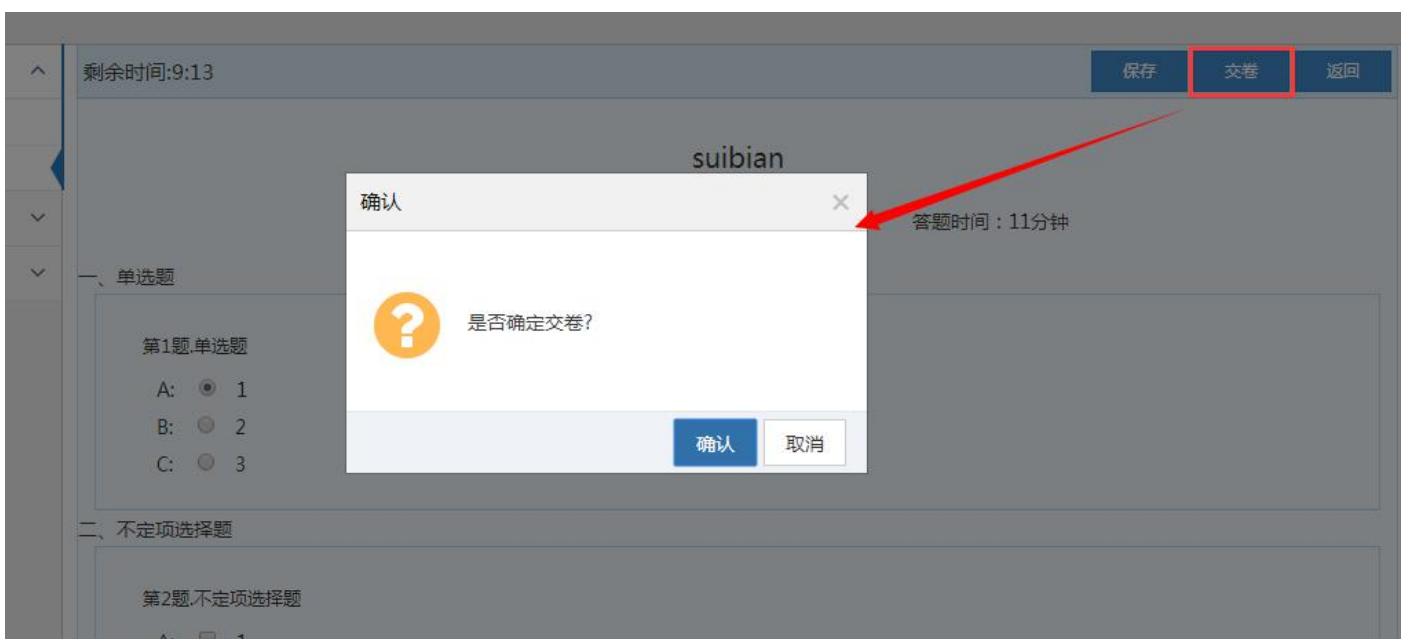 剩余时间:9:13
保存
交卷
返回
suibian
答题时间：11分钟
确认
是否确定交卷?
确认
取消
一、单选题
第1题.单选题
A: 1
B: 2
C: 3
二、不定项选择题
第2题.不定项选择题
A: 1